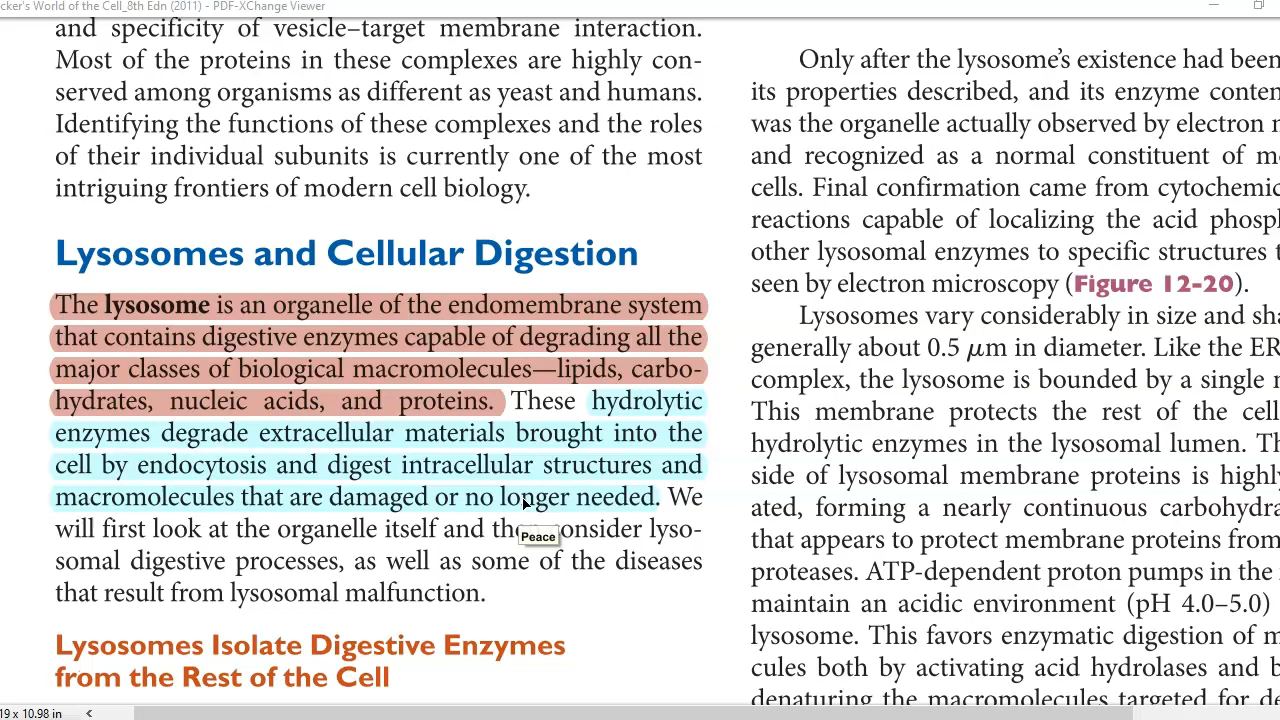 cker's World of the Cell_8th Edn (2011) - PDF-XChange Viewer
and specificity of vesicle–target membrane interaction.
Most of the proteins in these complexes are highly con-
served among organisms as different as yeast and humans.
Identifying the functions of these complexes and the roles
of their individual subunits is currently one of the most
intriguing frontiers of modern cell biology.
Lysosomes and Cellular Digestion
The lysosome is an organelle of the endomembrane system
that contains digestive enzymes capable of degrading all the
major classes of biological macromolecules—lipids, carbo-
hydrates, nucleic acids, and proteins. These hydrolytic
enzymes degrade extracellular materials brought into the
cell by endocytosis and digest intracellular structures and
macromolecules that are damaged or no longer needed. We
will first look at the organelle itself and then consider lyso-
Peace
somal digestive processes, as well as some of the diseases
that result from lysosomal malfunction.
Lysosomes Isolate Digestive Enzymes
from the Rest of the Cell
Only after the lysosome's existence had been
its properties described, and its enzyme conten
was the organelle actually observed by electron
and recognized as a normal constituent of
cells. Final confirmation came from cytochemic
reactions capable of localizing the acid phosp
other lysosomal enzymes to specific structures
seen by electron microscopy (Figure 12-20).
Lysosomes vary considerably in size and sha
generally about 0.5 μm in diameter. Like the ER
complex, the lysosome is bounded by a single
This membrane protects the rest of the cell
hydrolytic enzymes in the lysosomal lumen. Th
side of lysosomal membrane proteins is highly
ated, forming a nearly continuous carbohydra
that appears to protect membrane proteins from
proteases. ATP-dependent proton pumps in the
maintain an acidic environment (pH 4.0–5.0)
lysosome. This favors enzymatic digestion of m
cules both by activating acid hydrolases and b
denaturing the macromolecules targeted for de
19 x 10.98 in